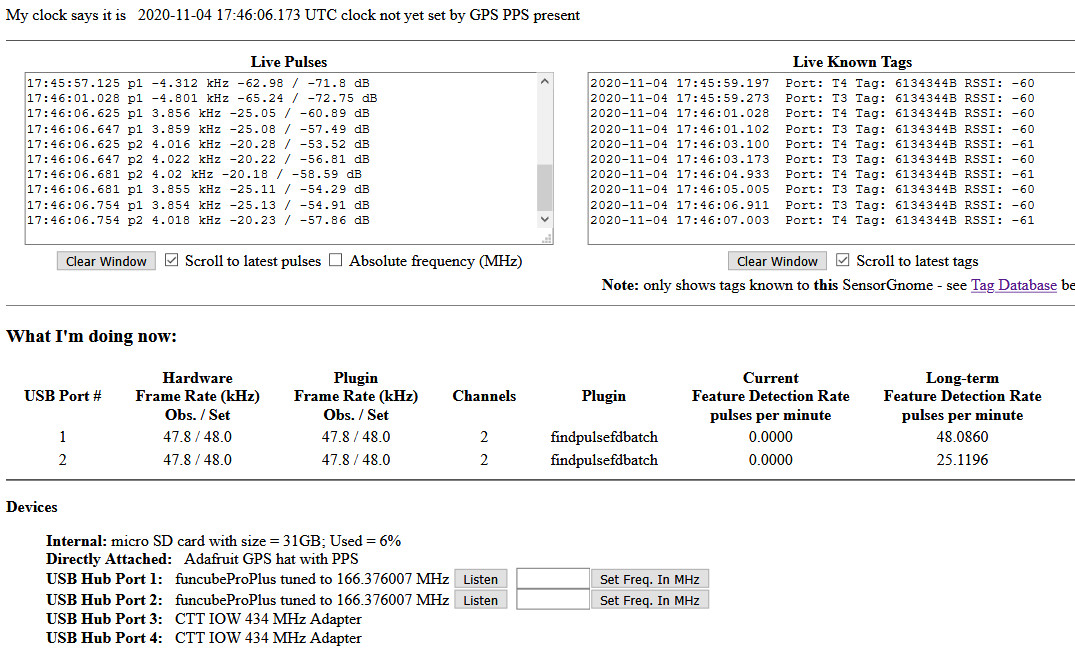 My clock says it is 2020-11-04 17:46:06.173 UTC clock not yet set by GPS PPS present
Live Pulses
17:45:57.125 p1 -4.312 kHz -62.98 / -71.8 dB
17:46:01.028 p1 -4.801 kHz -65.24 / -72.75 dB
17:46:06.625 p1 3.856 kHz -25.05 / -60.89 dB
17:46:06.647 p1 3.859 kHz -25.08 / -57.49 dB
17:46:06.625 p2 4.016 kHz -20.28 / -53.52 dB
17:46:06.647 p2 4.022 kHz -20.22 / -56.81 dB
17:46:06.681 p2 4.02 kHz -20.18 / -58.59 dB
17:46:06.681 p1 3.855 kHz -25.11 / -54.29 dB
17:46:06.754 p1 3.854 kHz -25.13 / -54.91 dB
17:46:06.754 p2 4.018 kHz -20.23 / -57.86 dB
Clear Window Scroll to latest pulses Absolute frequency (MHz)
Live Known Tags
2020-11-04 17:45:59.197 Port: T4 Tag: 6134344B RSSI: -60
2020-11-04 17:45:59.273 Port: T3 Tag: 6134344B RSSI: -60
2020-11-04 17:46:01.028 Port: T4 Tag: 6134344B RSSI: -60
2020-11-04 17:46:01.102 Port: T3 Tag: 6134344B RSSI: -60
2020-11-04 17:46:03.100 Port: T4 Tag: 6134344B RSSI: -61
2020-11-04 17:46:03.173 Port: T3 Tag: 6134344B RSSI: -60
2020-11-04 17:46:04.933 Port: T4 Tag: 6134344B RSSI: -61
2020-11-04 17:46:05.005 Port: T3 Tag: 6134344B RSSI: -60
2020-11-04 17:46:06.911 Port: T3 Tag: 6134344B RSSI: -60
2020-11-04 17:46:07.003 Port: T4 Tag: 6134344B RSSI: -61
Clear Window Scroll to latest tags
Note: only shows tags known to this SensorGnome - see Tag Database be
What I'm doing now:
USB Port # Hardware Frame Rate (kHz) Obs. / Set Plugin Frame Rate (kHz) Obs. / Set Channels Plugin Current Feature Detection Rate pulses per minute Long-term Feature Detection Rate pulses per minute
1 47.8 / 48.0 47.8 / 48.0 2 findpulsefdbatch 0.0000 48.0860
2 47.8 / 48.0 47.8 / 48.0 2 findpulsefdbatch 0.0000 25.1196
Devices
Internal: micro SD card with size = 31GB; Used = 6%
Directly Attached: Adafruit GPS hat with PPS
USB Hub Port 1: funcubeProPlus tuned to 166.376007 MHz Listen Set Freq. In MHz
USB Hub Port 2: funcubeProPlus tuned to 166.376007 MHz Listen Set Freq. In MHz
USB Hub Port 3: CTT IOW 434 MHz Adapter
USB Hub Port 4: CTT IOW 434 MHz Adapter